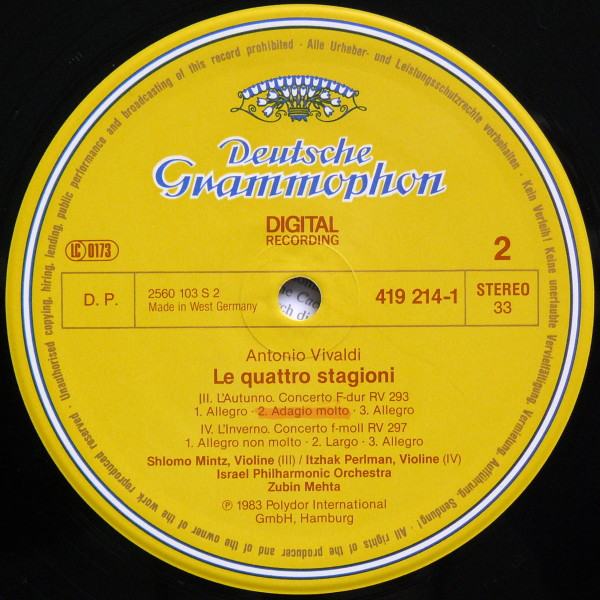 Deutsche
Grammophon
DIGITAL
RECORDING
LC 0173
2
D. P.
2560 103 S 2
Made in West Germany
419 214-1
STEREO
33
Antonio Vivaldi
Le quattro stagioni
III. L'Autunno. Concerto F-dur RV 293
1. Allegro · 2. Adagio molto · 3. Allegro
IV. L'Inverno. Concerto f-moll RV 297
1. Allegro non molto · 2. Largo · 3. Allegro
Shlomo Mintz, Violine (III) / Itzhak Perlman, Violine (IV)
Israel Philharmonic Orchestra
Zubin Mehta
℗ 1983 Polydor International
GmbH, Hamburg
Alle Urheber- und Leistungsschutzrechte vorbehalten · Kein Verleih! Keine unerlaubte Vervielfältigung, Vermietung, Aufführung, Sendung! · All rights of the producer and of the owner of the work reproduced reserved · Unauthorised copying, hiring, lending, public performance and broadcasting of this record prohibited ·